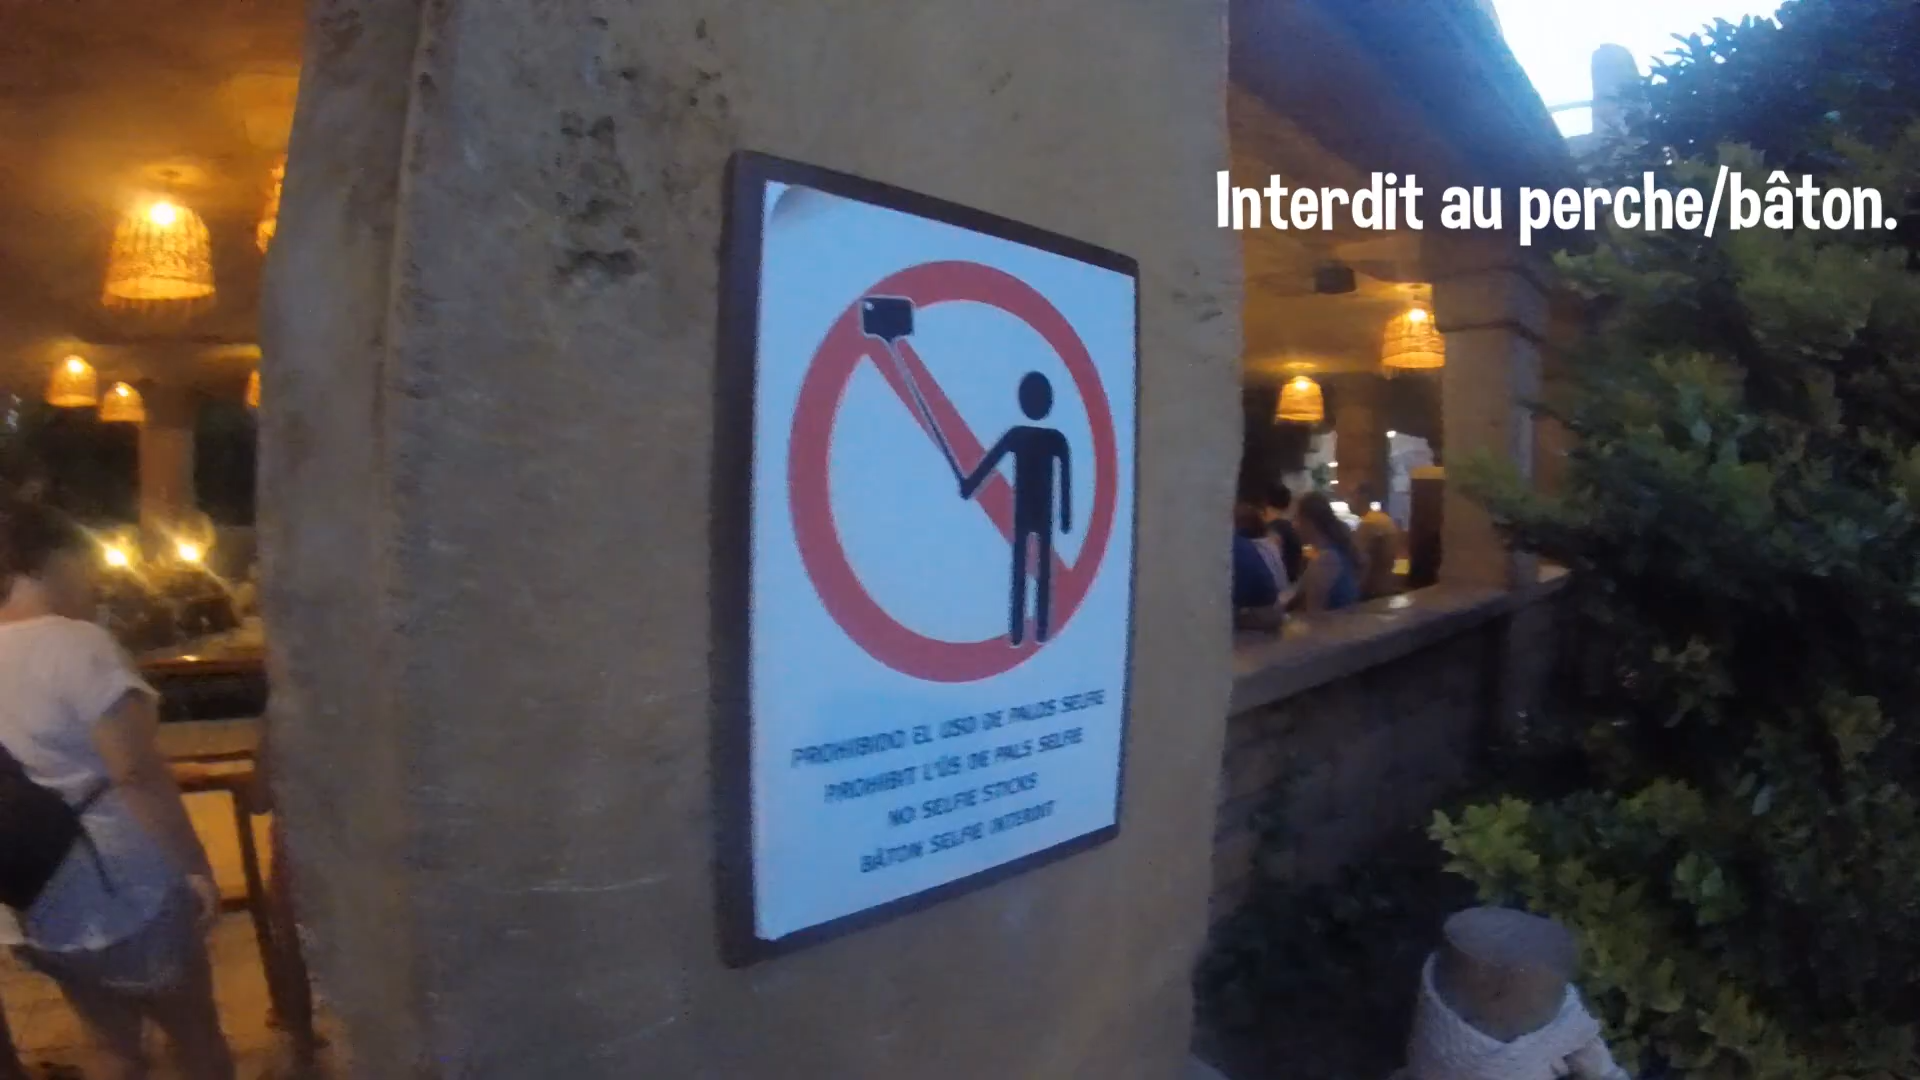 Interdit au perche/bâton.
PROHIBIDO EL USO DE PALOS SELFIE
PROHIBIT L'ÚS DE PALS SELFIE
NO SELFIE STICKS
BÂTON SELFIE INTERDIT